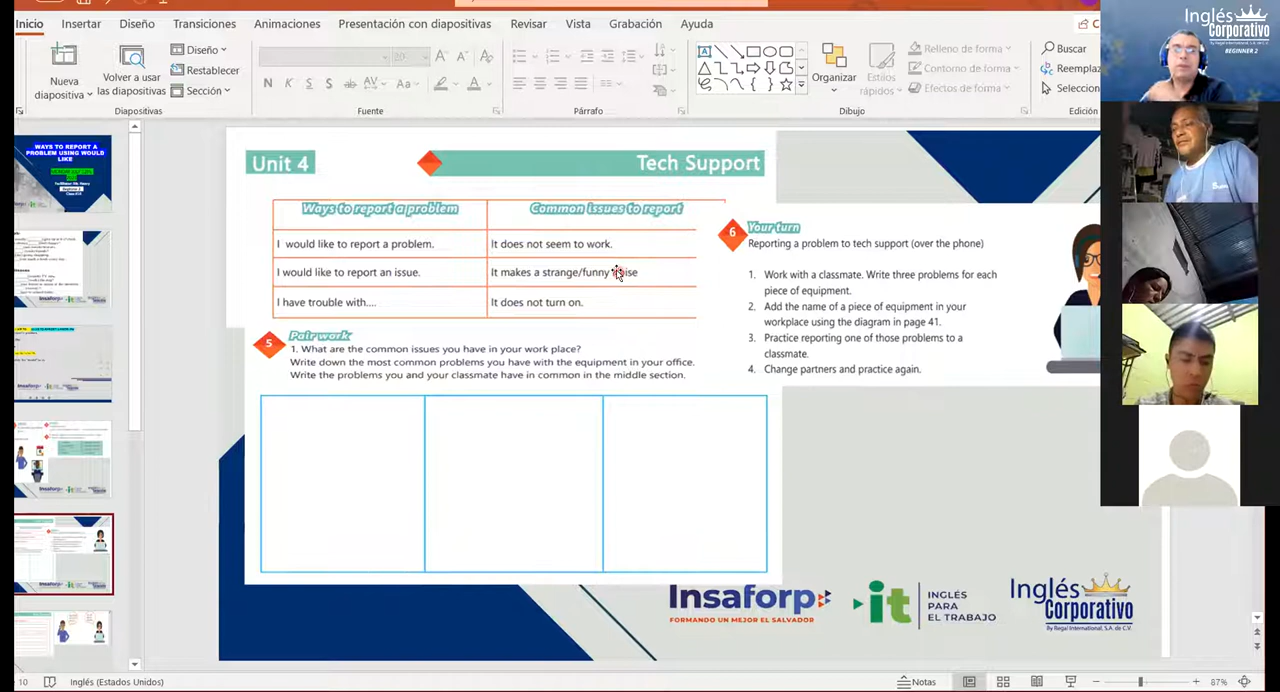 Inicio Insertar Diseño Transiciones Animaciones Presentación con diapositivas Revisar Vista Grabación Ayuda
Nueva diapositiva
Volver a usar las diapositivas
Diseño
Restablecer
Sección
Diapositivas
N K S S ab AV Aa A
Fuente
Párrafo
Organizar
Estilos rápidos
Relleno de forma
Contorno de forma
Efectos de forma
Dibujo
Buscar
Reemplaz
Seleccion
Edición
Inglés
Corporativo
By Regal International, S.A. de C.V.
BEGINNER 2
WAYS TO REPORT A
PROBLEM USING WOULD
LIKE
Unit 4
Tech Support
Ways to report a problem Common issues to report
I would like to report a problem. It does not seem to work.
I would like to report an issue. It makes a strange/funny noise
I have trouble with.... It does not turn on.
5 Pair work
1. What are the common issues you have in your work place?
Write down the most common problems you have with the equipment in your office.
Write the problems you and your classmate have in common in the middle section.
6 Your turn
Reporting a problem to tech support (over the phone)
1. Work with a classmate. Write three problems for each
piece of equipment.
2. Add the name of a piece of equipment in your
workplace using the diagram in page 41.
3. Practice reporting one of those problems to a
classmate.
4. Change partners and practice again.
Insaforp
FORMANDO UN MEJOR EL SALVADOR
it
INGLÉS
PARA
EL TRABAJO
Inglés
Corporativo
By Regal International, S.A. de C.V.
10 Inglés (Estados Unidos) Notas 87%